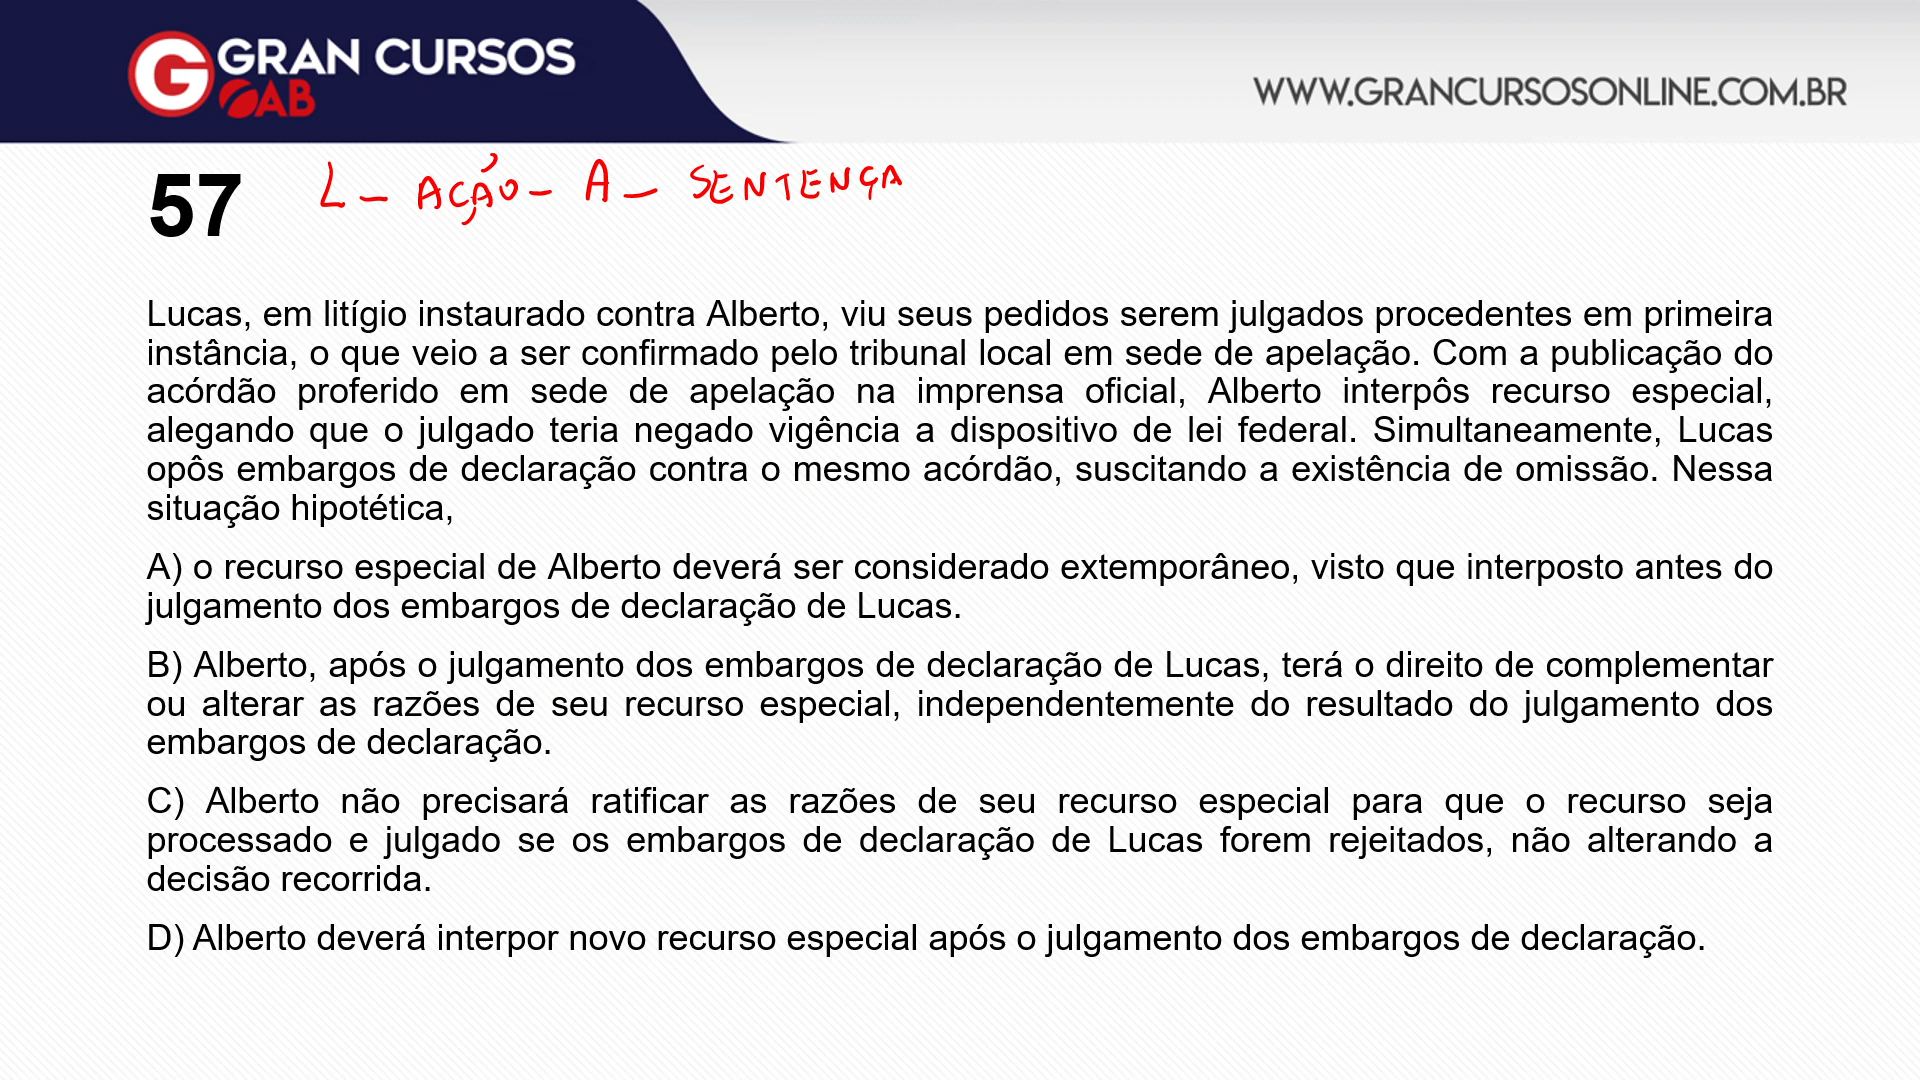 GRAN CURSOS
OAB
WWW.GRANCURSOSONLINE.COM.BR
57 L - AÇÃO - A - SENTENÇA
Lucas, em litígio instaurado contra Alberto, viu seus pedidos serem julgados procedentes em primeira
instância, o que veio a ser confirmado pelo tribunal local em sede de apelação. Com a publicação do
acórdão proferido em sede de apelação na imprensa oficial, Alberto interpôs recurso especial,
alegando que o julgado teria negado vigência a dispositivo de lei federal. Simultaneamente, Lucas
opôs embargos de declaração contra o mesmo acórdão, suscitando a existência de omissão. Nessa
situação hipotética,
A) o recurso especial de Alberto deverá ser considerado extemporâneo, visto que interposto antes do
julgamento dos embargos de declaração de Lucas.
B) Alberto, após o julgamento dos embargos de declaração de Lucas, terá o direito de complementar
ou alterar as razões de seu recurso especial, independentemente do resultado do julgamento dos
embargos de declaração.
C) Alberto não precisará ratificar as razões de seu recurso especial para que o recurso seja
processado e julgado se os embargos de declaração de Lucas forem rejeitados, não alterando a
decisão recorrida.
D) Alberto deverá interpor novo recurso especial após o julgamento dos embargos de declaração.